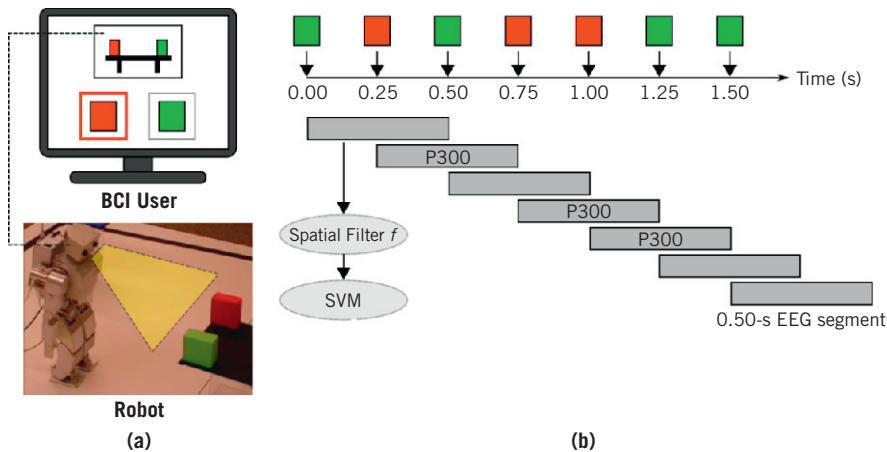 BCI User
Robot
(a)
0.00 0.25 0.50 0.75 1.00 1.25 1.50 Time (s)
P300
P300
P300
Spatial Filter f
SVM
0.50-s EEG segment
(b)